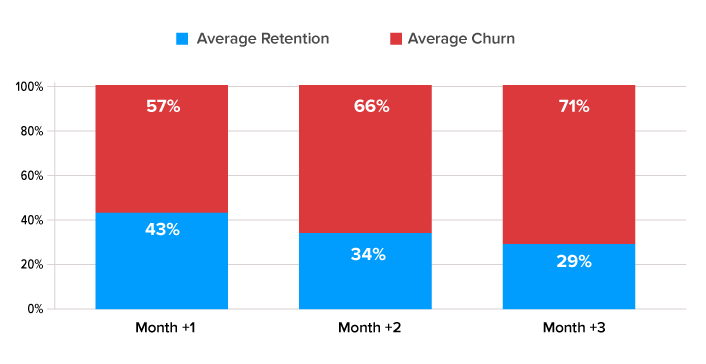 Average Retention Average Churn
100%
80%
60%
40%
20%
0%
57% 66% 71%
43% 34% 29%
Month +1 Month +2 Month +3